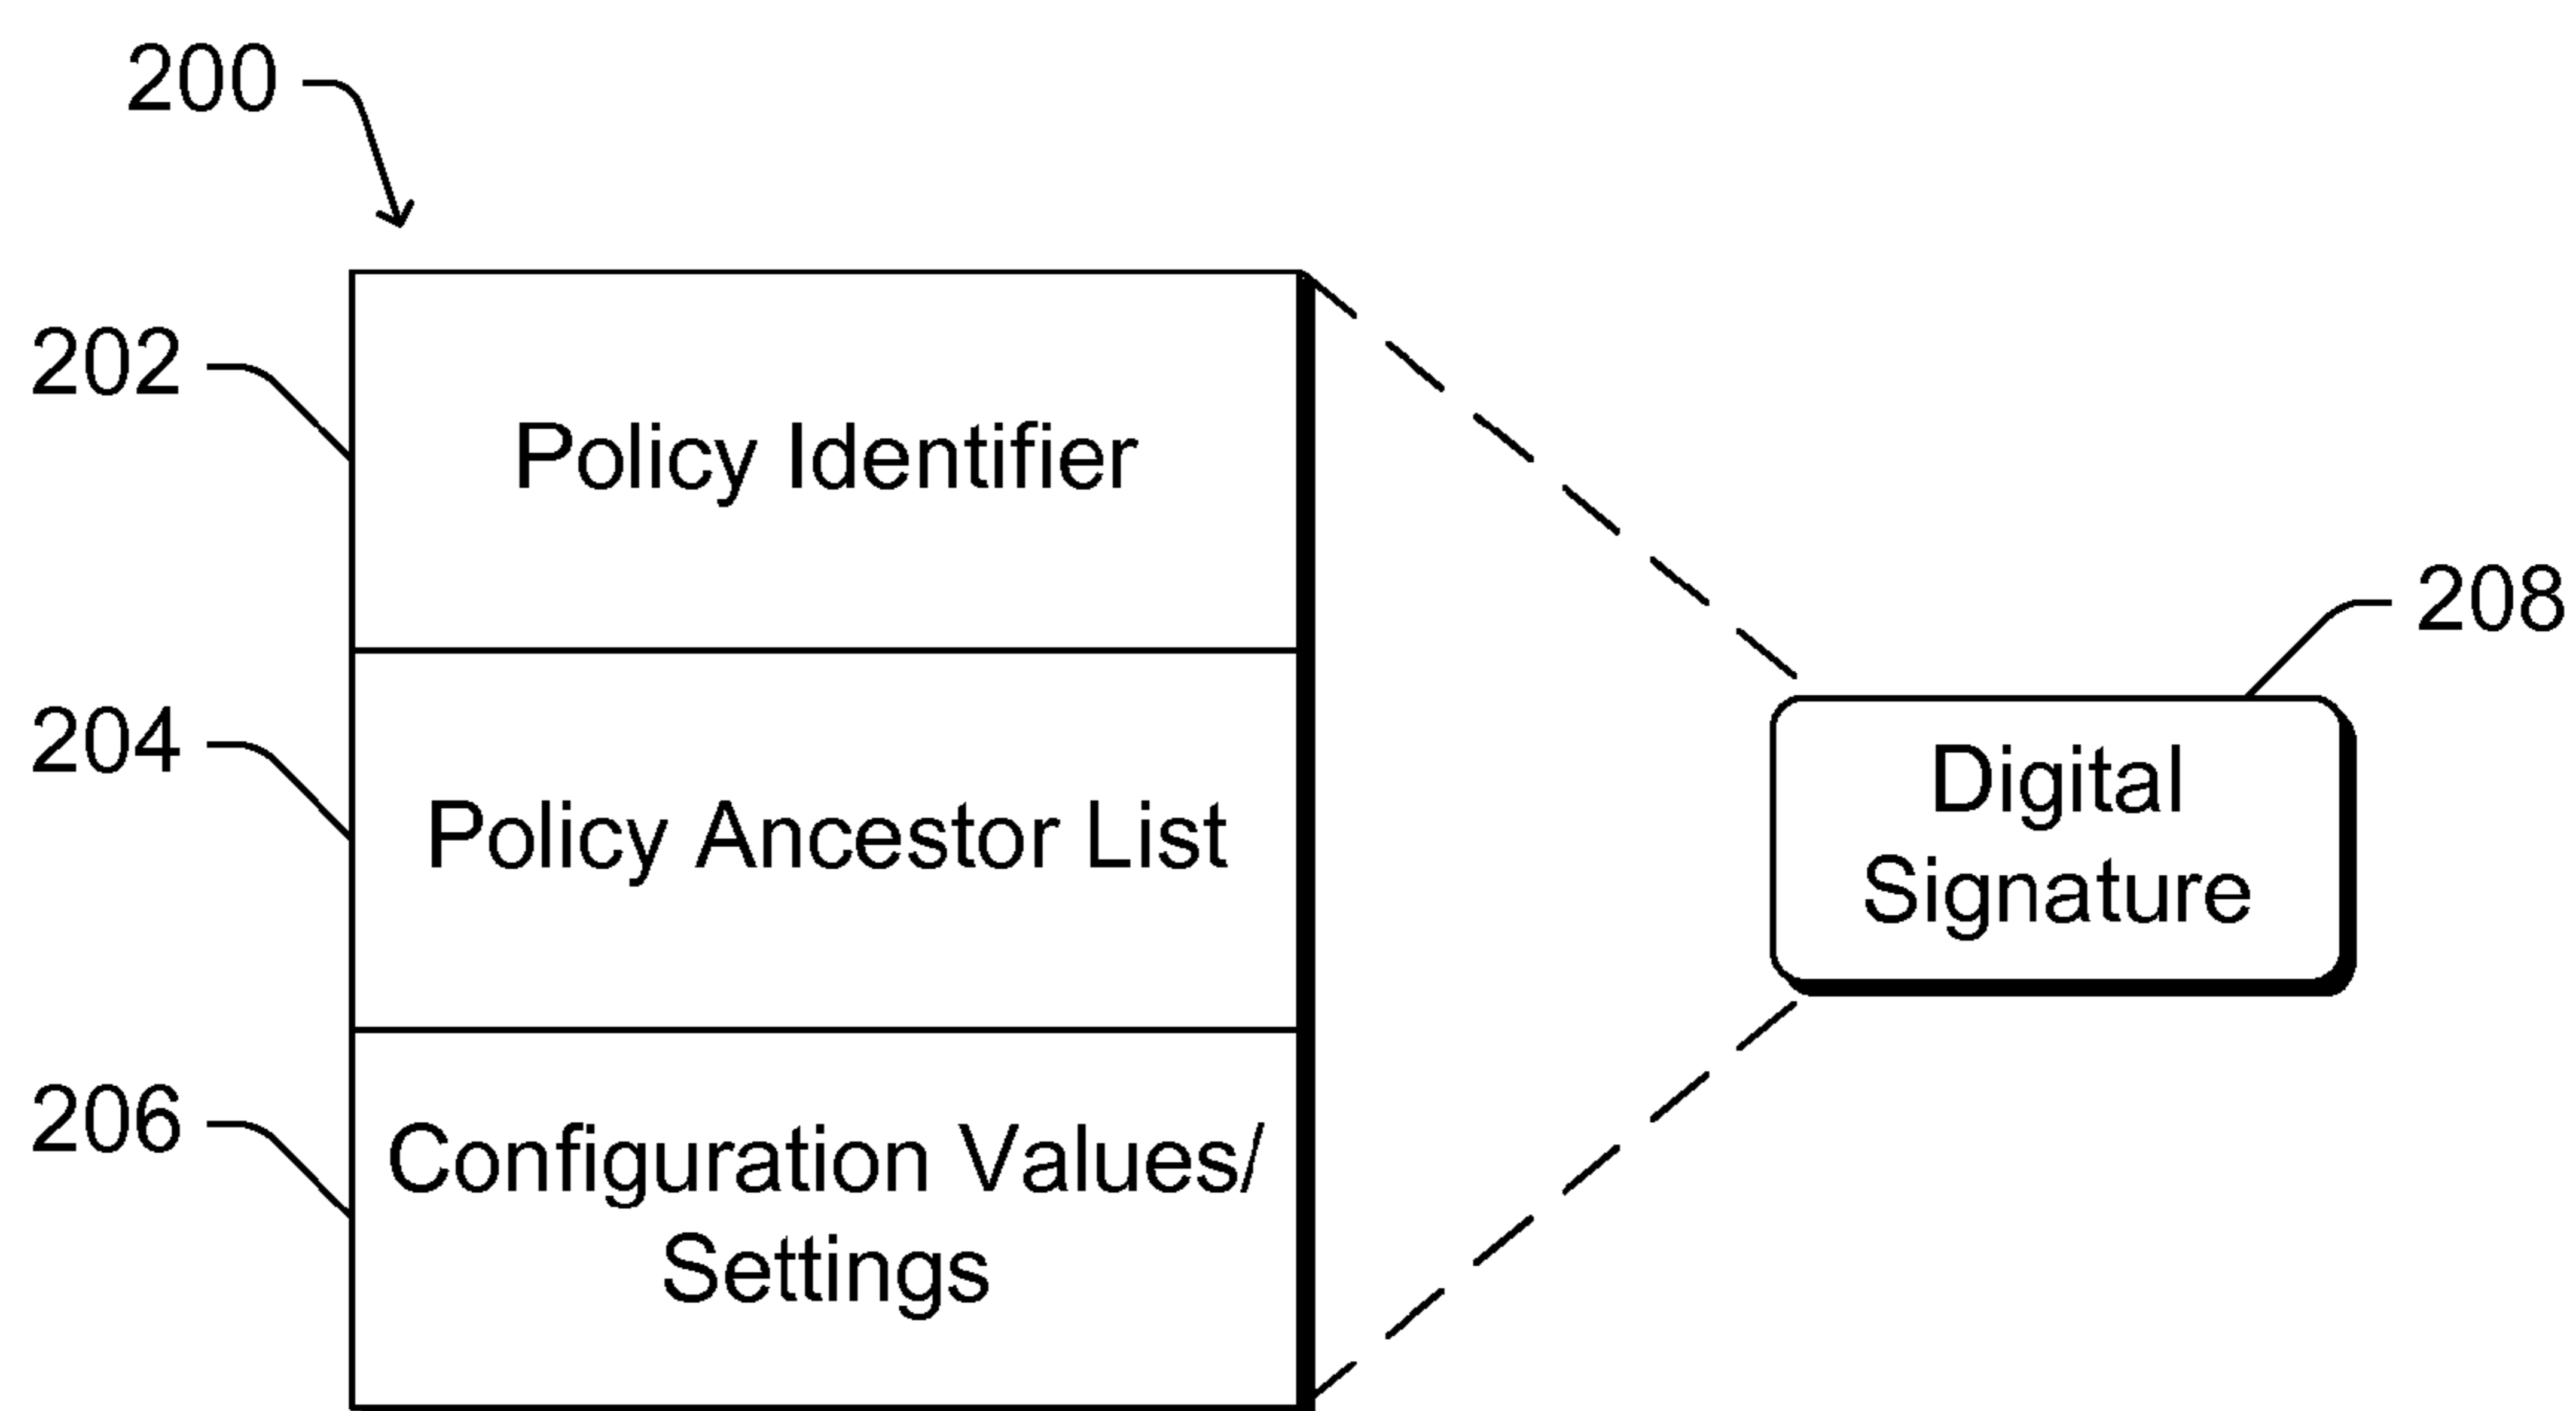 200
202
Policy Identifier
204
Policy Ancestor List
206
Configuration Values/
Settings
208
Digital
Signature